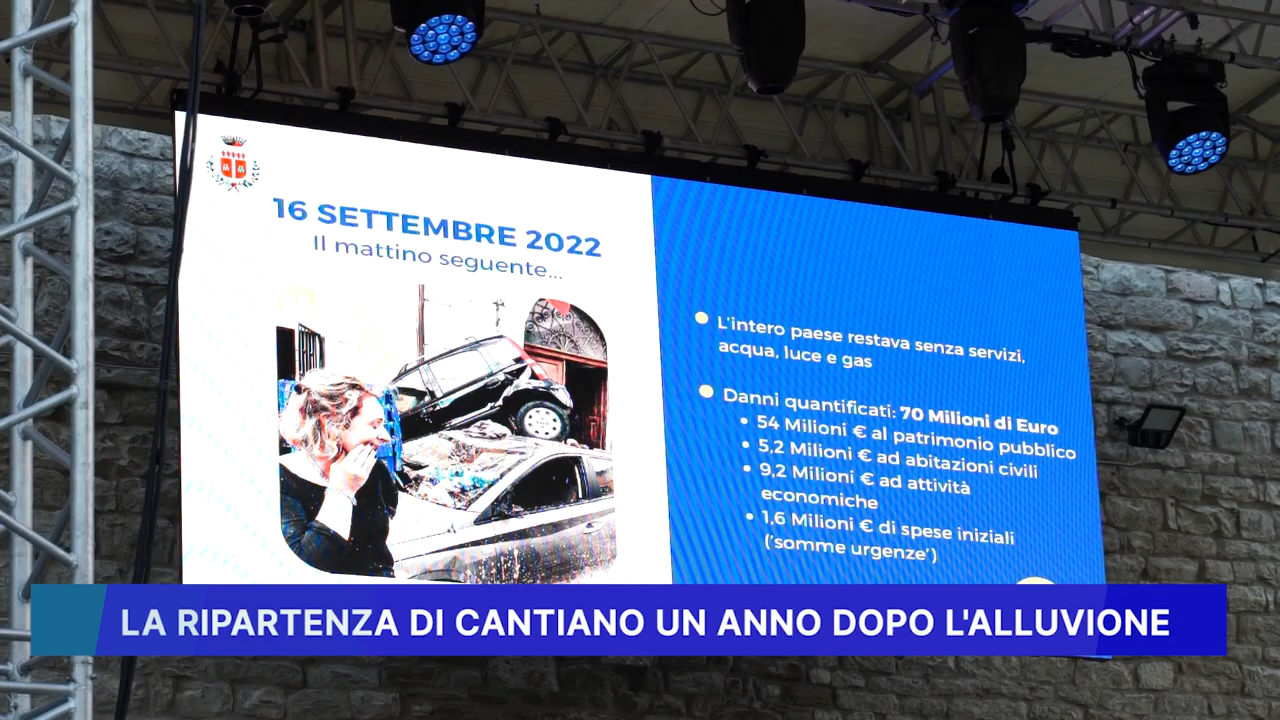 16 SETTEMBRE 2022
Il mattino seguente...
L'intero paese restava senza servizi,
acqua, luce e gas
Danni quantificati: 70 Milioni di Euro
54 Milioni € al patrimonio pubblico
5,2 Milioni € ad abitazioni civili
9,2 Milioni € ad attività
economiche
1,6 Milioni € di spese iniziali
('somme urgenze')
LA RIPARTENZA DI CANTIANO UN ANNO DOPO L'ALLUVIONE